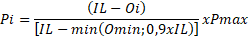 Pi = (IL − Oi) / [IL − min(Omin; 0,9xIL)] xPmax